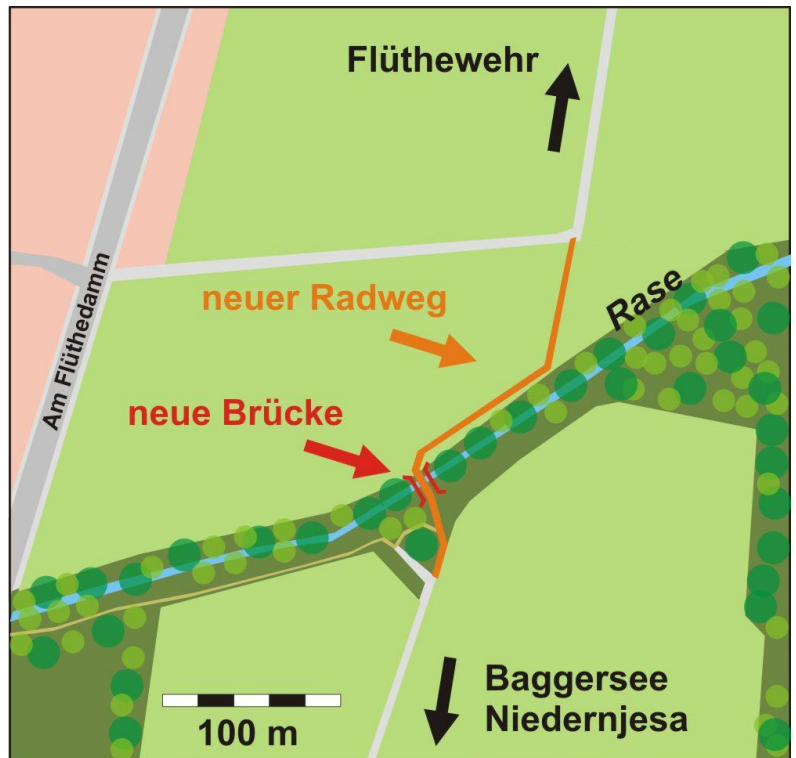 Flüthewehr
Rase
neuer Radweg
Am Flüthedamm
neue Brücke
Baggersee
Niedernjesa
100 m